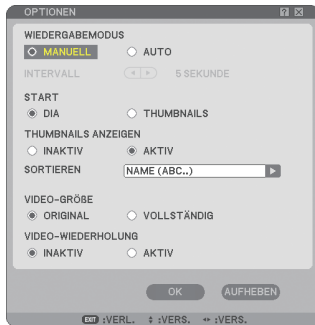 OPTIONEN
WIEDERGABEMODUS
MANUELL AUTO
INTERVALL 5 SEKUNDE
START
DIA THUMBNAILS
THUMBNAILS ANZEIGEN
INAKTIV AKTIV
SORTIEREN NAME (ABC..)
VIDEO-GRÖßE
ORIGINAL VOLLSTÄNDIG
VIDEO-WIEDERHOLUNG
INAKTIV AKTIV
OK AUFHEBEN
EXIT :VERL. :VERS. :VERS.